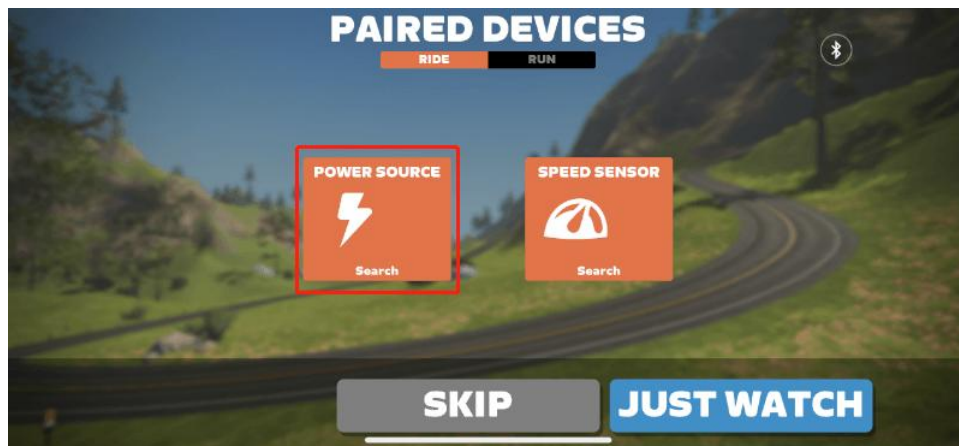 PAIRED DEVICES
RIDE RUN
POWER SOURCE SPEED SENSOR
Search Search
SKIP JUST WATCH